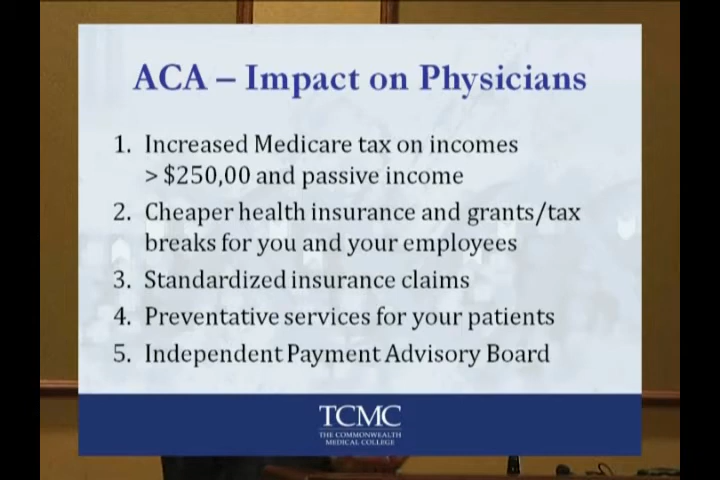 ACA – Impact on Physicians
1. Increased Medicare tax on incomes
> $250,00 and passive income
2. Cheaper health insurance and grants/tax
breaks for you and your employees
3. Standardized insurance claims
4. Preventative services for your patients
5. Independent Payment Advisory Board
TCMC
THE COMMONWEALTH
MEDICAL COLLEGE